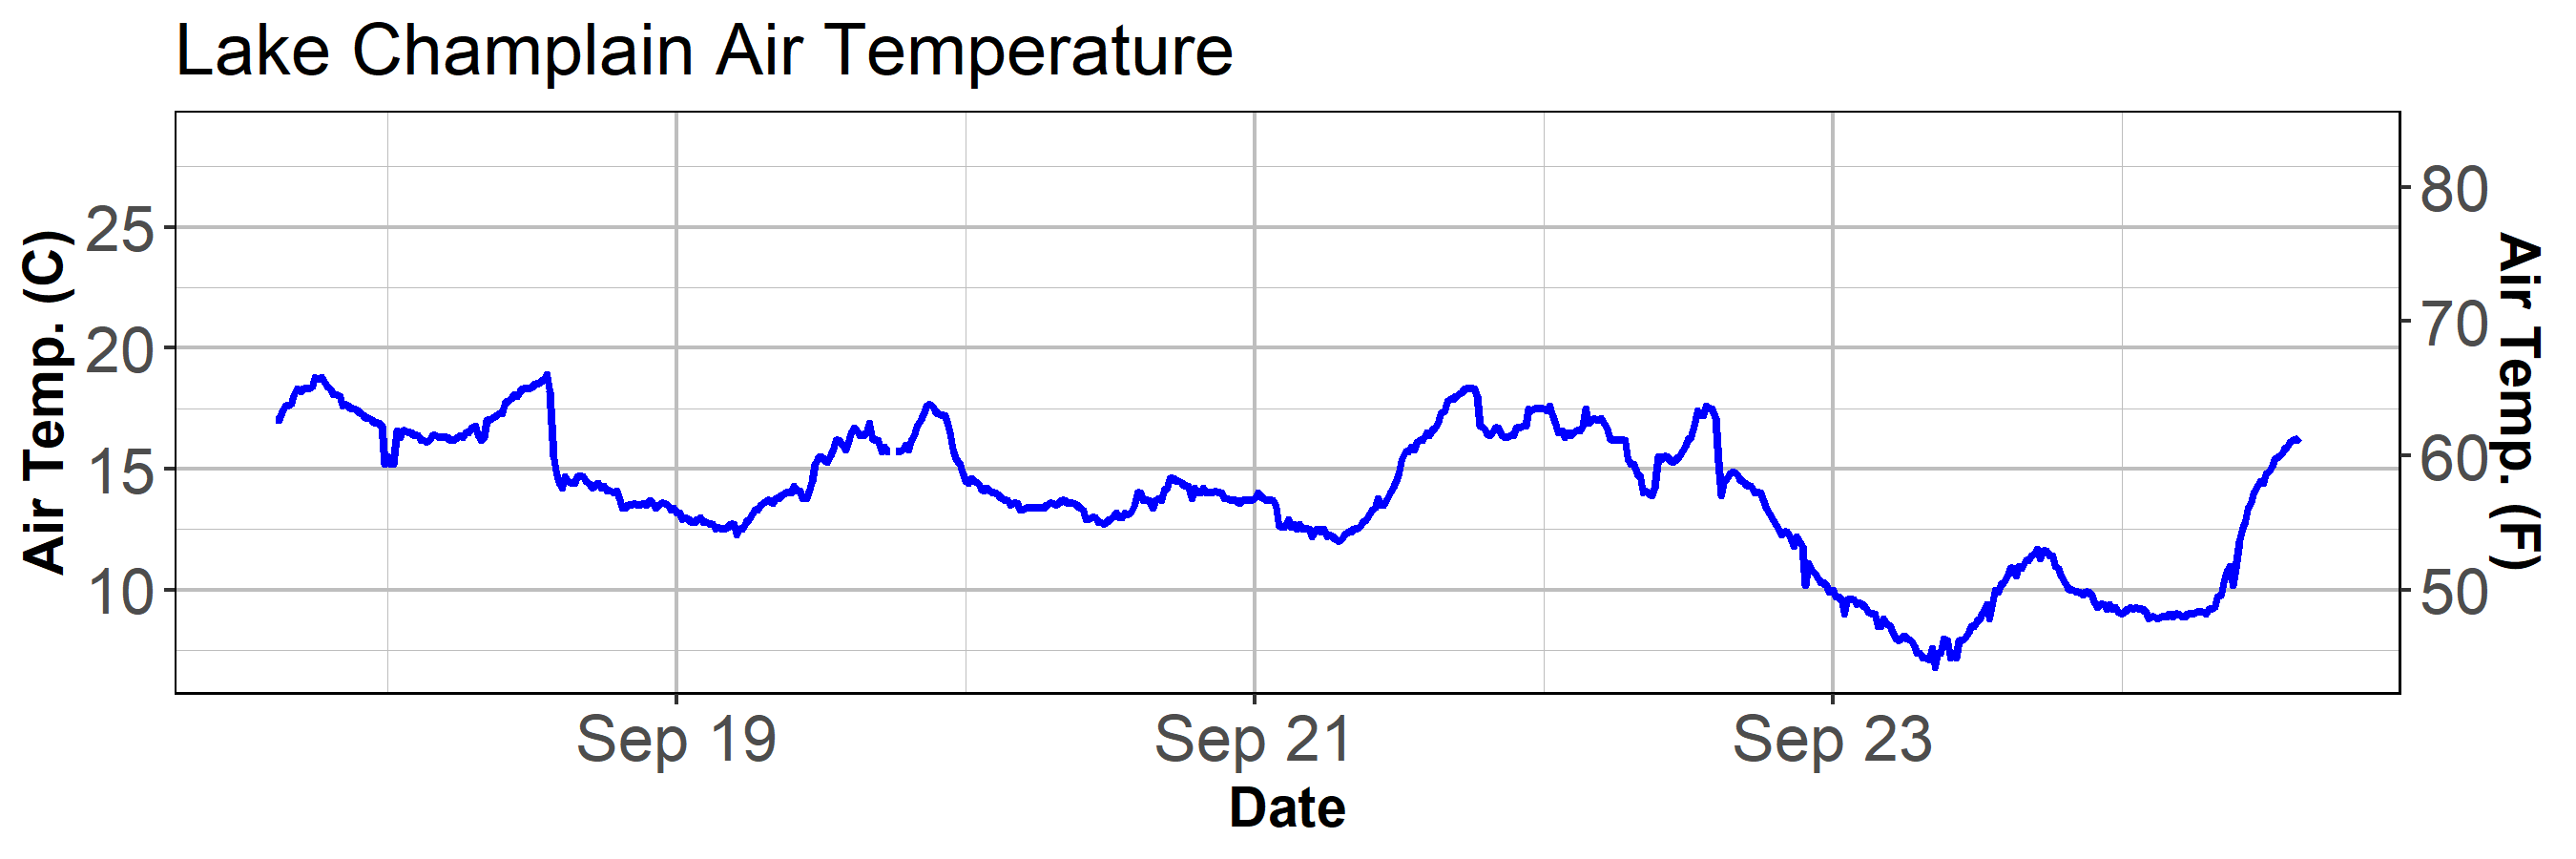 Lake Champlain Air Temperature
Air Temp. (C)
25
20
15
10
80
70
60
50
Air Temp. (F)
Sep 19
Sep 21
Sep 23
Date